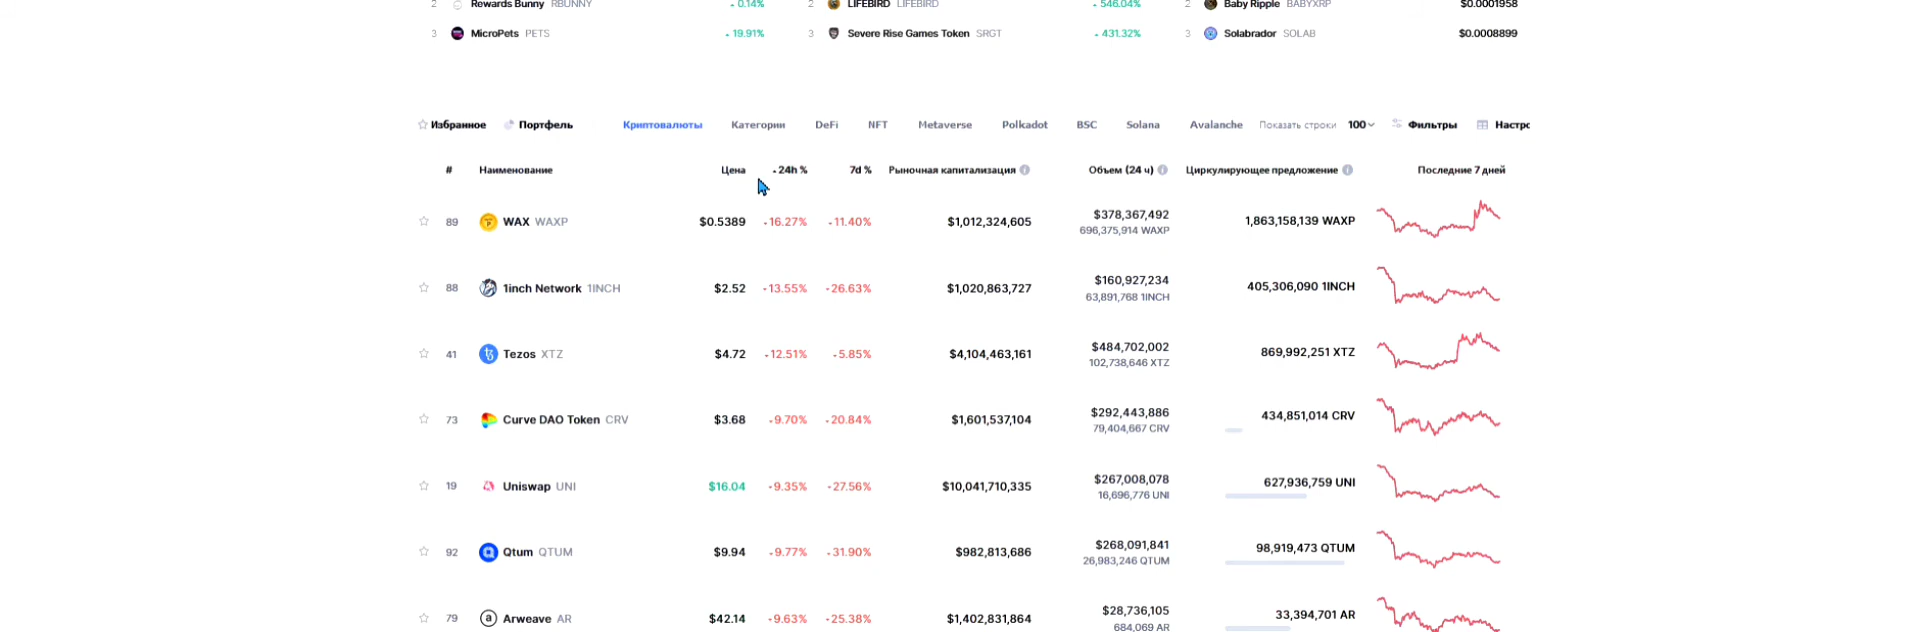 2 Rewards Bunny RBUNNY 0.14% 2 LIFEBIRD LIFEBIRD 546.04% 2 Baby Ripple BABYXRP $0.0001958
3 MicroPets PETS 19.91% 3 Severe Rise Games Token SRGT 431.32% 3 Solabrador SOLAB $0.0008899
Избранное Портфель Криптовалюты Категории DeFi NFT Metaverse Polkadot BSC Solana Avalanche Показать строки 100 Фильтры Настро
# Наименование Цена 24h % 7d % Рыночная капитализация Объем (24 ч) Циркулирующее предложение Последние 7 дней
89 WAX WAXP $0.5389 16.27% 11.40% $1,012,324,605 $378,367,492 1,863,158,139 WAXP
696,375,914 WAXP
88 1inch Network 1INCH $2.52 13.55% 26.63% $1,020,863,727 $160,927,234 405,306,090 1INCH
63,891,768 1INCH
41 Tezos XTZ $4.72 12.51% 5.85% $4,104,463,161 $484,702,002 869,992,251 XTZ
102,738,646 XTZ
73 Curve DAO Token CRV $3.68 9.70% 20.84% $1,601,537,104 $292,443,886 434,851,014 CRV
79,404,667 CRV
19 Uniswap UNI $16.04 9.35% 27.56% $10,041,710,335 $267,008,078 627,936,759 UNI
16,696,776 UNI
92 Qtum QTUM $9.94 9.77% 31.90% $982,813,686 $268,091,841 98,919,473 QTUM
26,983,246 QTUM
79 Arweave AR $42.14 9.63% 25.38% $1,402,831,864 $28,736,105 33,394,701 AR
684,069 AR